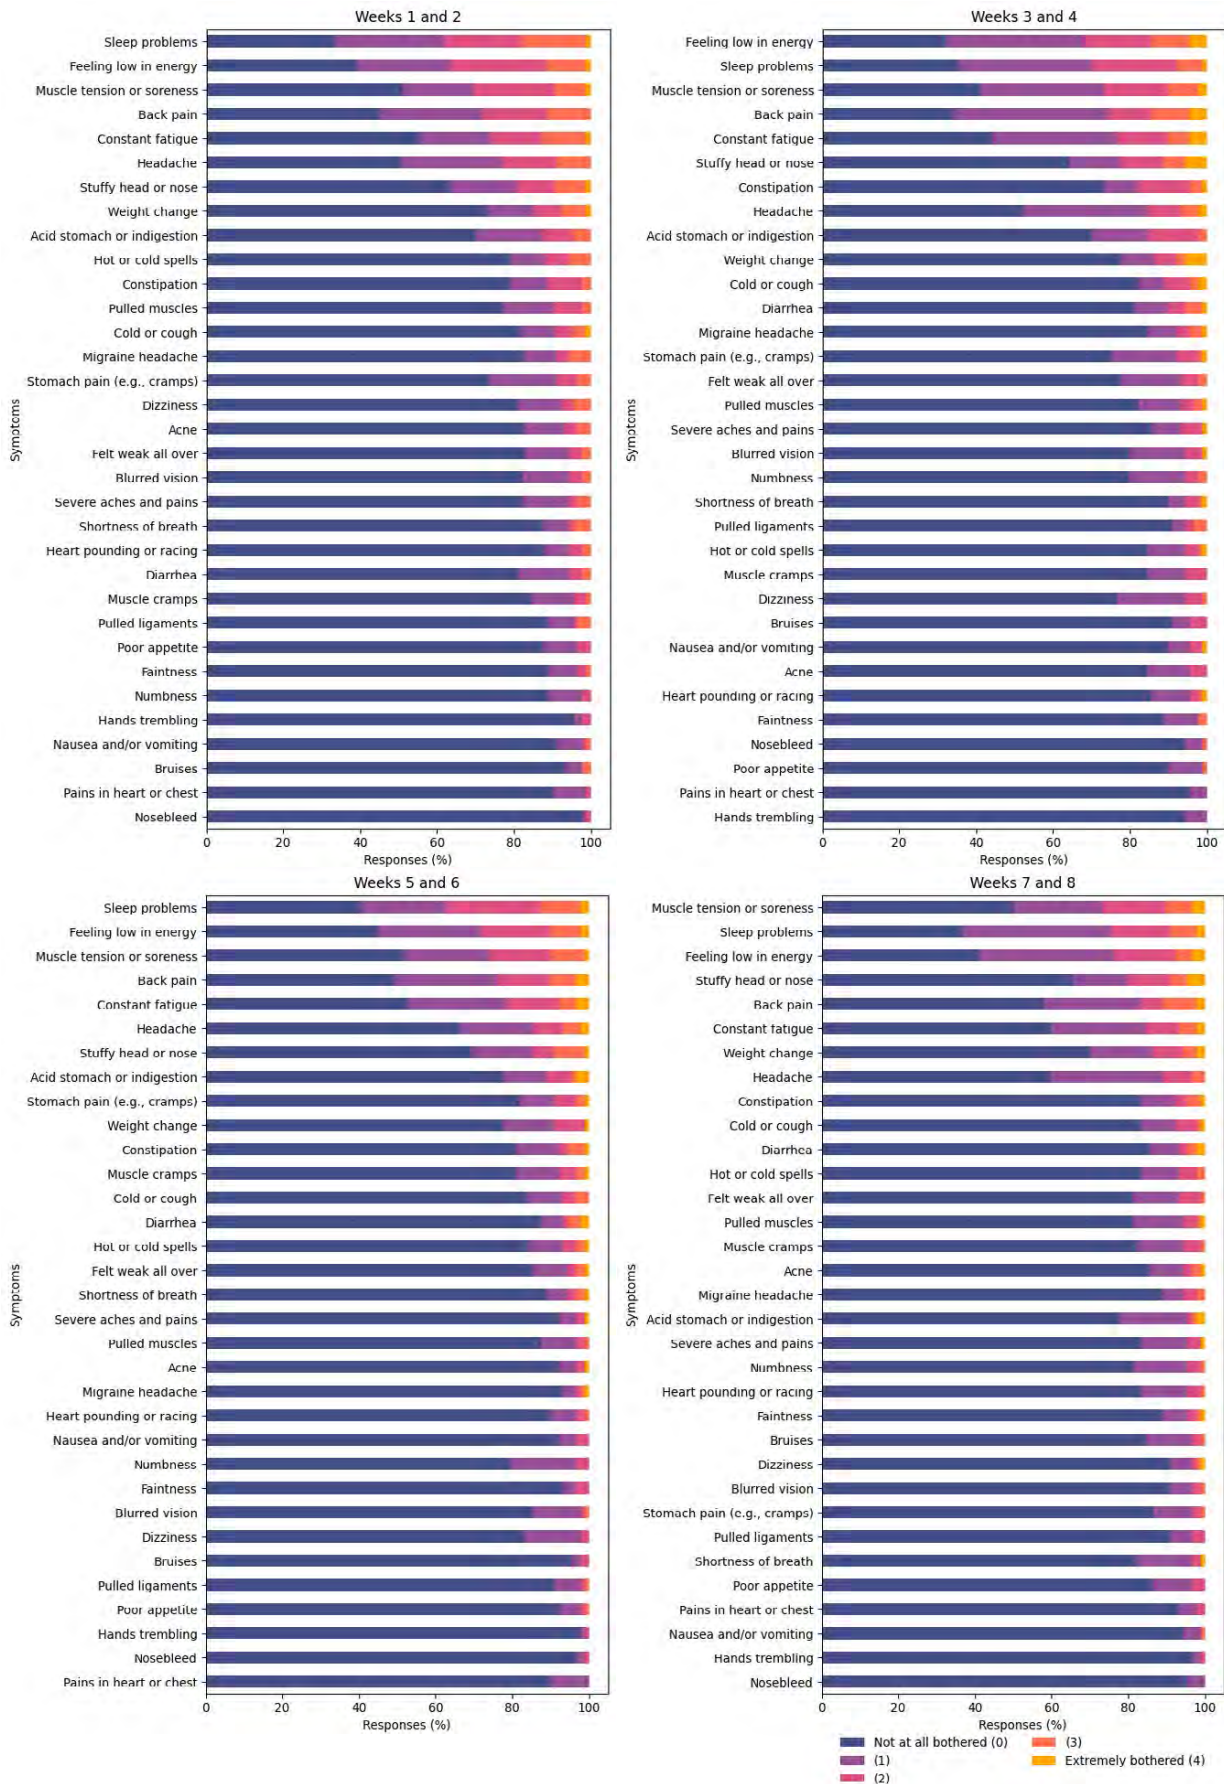 Weeks 1 and 2
Sleep problems
Feeling low in energy
Muscle tension or soreness
Back pain
Constant fatigue
Headache
Stuffy head or nose
Weight change
Acid stomach or indigestion
Hot or cold spells
Constipation
Pulled muscles
Cold or cough
Migraine headache
Stomach pain (e.g., cramps)
Dizziness
Acne
Felt weak all over
Blurred vision
Severe aches and pains
Shortness of breath
Heart pounding or racing
Diarrhea
Muscle cramps
Pulled ligaments
Poor appetite
Faintness
Numbness
Hands trembling
Nausea and/or vomiting
Bruises
Pains in heart or chest
Nosebleed
Symptoms
0 20 40 60 80 100
Responses (%)
Weeks 3 and 4
Feeling low in energy
Sleep problems
Muscle tension or soreness
Back pain
Constant fatigue
Stuffy head or nose
Constipation
Headache
Acid stomach or indigestion
Weight change
Cold or cough
Diarrhea
Migraine headache
Stomach pain (e.g., cramps)
Felt weak all over
Pulled muscles
Severe aches and pains
Blurred vision
Numbness
Shortness of breath
Pulled ligaments
Hot or cold spells
Muscle cramps
Dizziness
Bruises
Nausea and/or vomiting
Acne
Heart pounding or racing
Faintness
Nosebleed
Poor appetite
Pains in heart or chest
Hands trembling
Symptoms
0 20 40 60 80 100
Responses (%)
Weeks 5 and 6
Sleep problems
Feeling low in energy
Muscle tension or soreness
Back pain
Constant fatigue
Headache
Stuffy head or nose
Acid stomach or indigestion
Stomach pain (e.g., cramps)
Weight change
Constipation
Muscle cramps
Cold or cough
Diarrhea
Hot or cold spells
Felt weak all over
Shortness of breath
Severe aches and pains
Pulled muscles
Acne
Migraine headache
Heart pounding or racing
Nausea and/or vomiting
Numbness
Faintness
Blurred vision
Dizziness
Bruises
Pulled ligaments
Poor appetite
Hands trembling
Nosebleed
Pains in heart or chest
Symptoms
0 20 40 60 80 100
Responses (%)
Weeks 7 and 8
Muscle tension or soreness
Sleep problems
Feeling low in energy
Stuffy head or nose
Back pain
Constant fatigue
Weight change
Headache
Constipation
Cold or cough
Diarrhea
Hot or cold spells
Felt weak all over
Pulled muscles
Muscle cramps
Acne
Migraine headache
Acid stomach or indigestion
Severe aches and pains
Numbness
Heart pounding or racing
Faintness
Bruises
Dizziness
Blurred vision
Stomach pain (e.g., cramps)
Pulled ligaments
Shortness of breath
Poor appetite
Pains in heart or chest
Nausea and/or vomiting
Hands trembling
Nosebleed
Symptoms
0 20 40 60 80 100
Responses (%)
Not at all bothered (0)
(1)
(2)
(3)
Extremely bothered (4)